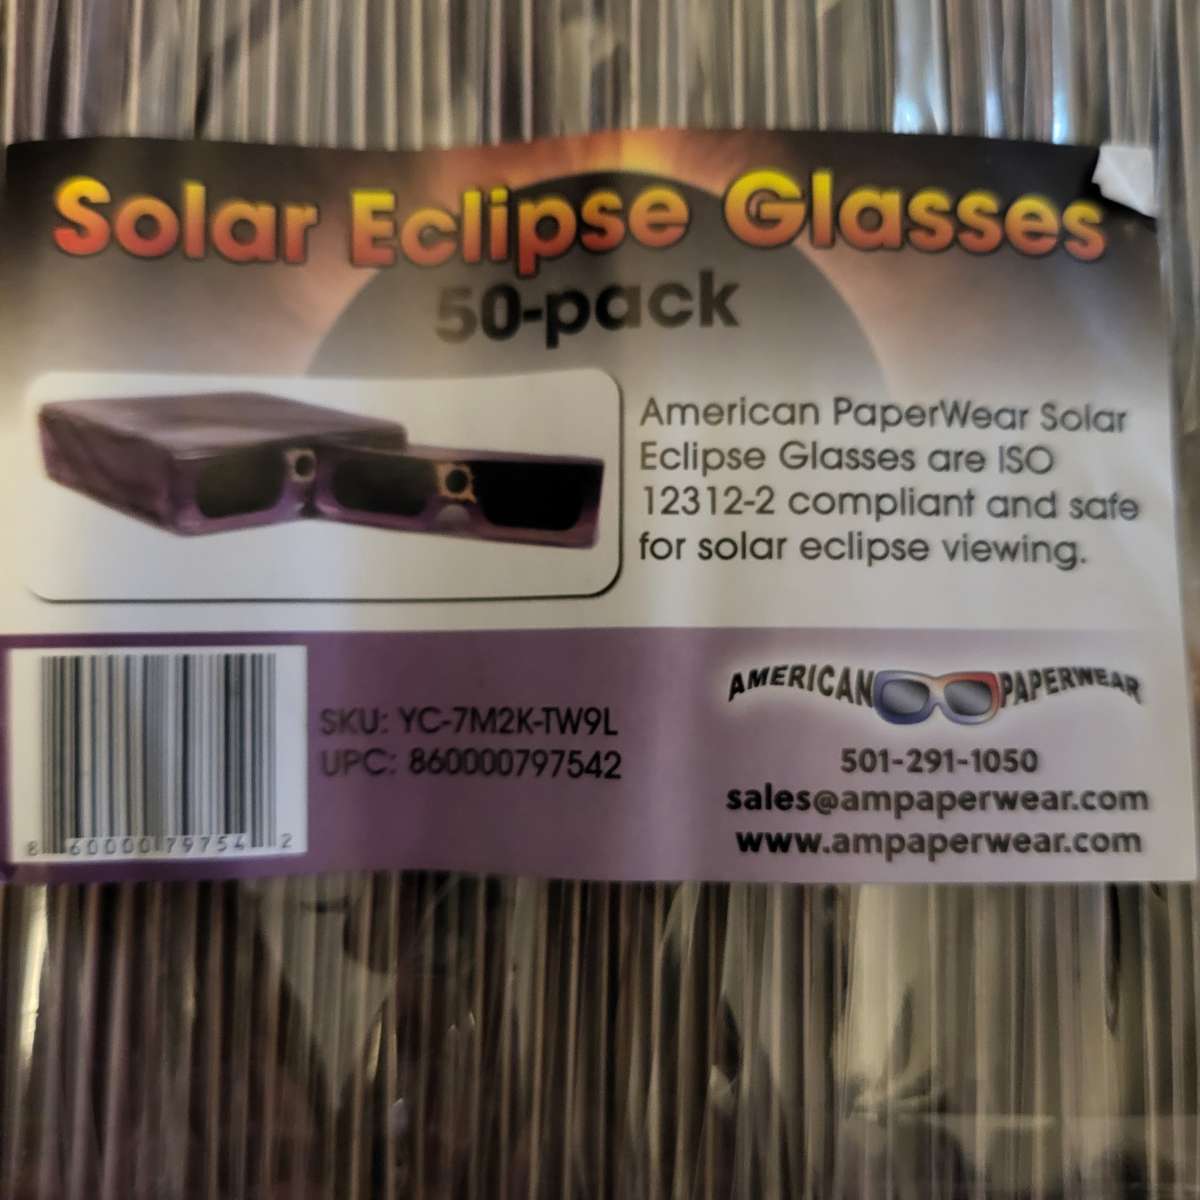 Solar Eclipse Glasses
50-pack
American PaperWear Solar
Eclipse Glasses are ISO
12312-2 compliant and safe
for solar eclipse viewing.
8 60000 79754 2
SKU: YC-7M2K-TW9L
UPC: 860000797542
AMERICAN PAPERWEAR
501-291-1050
sales@ampaperwear.com
www.ampaperwear.com